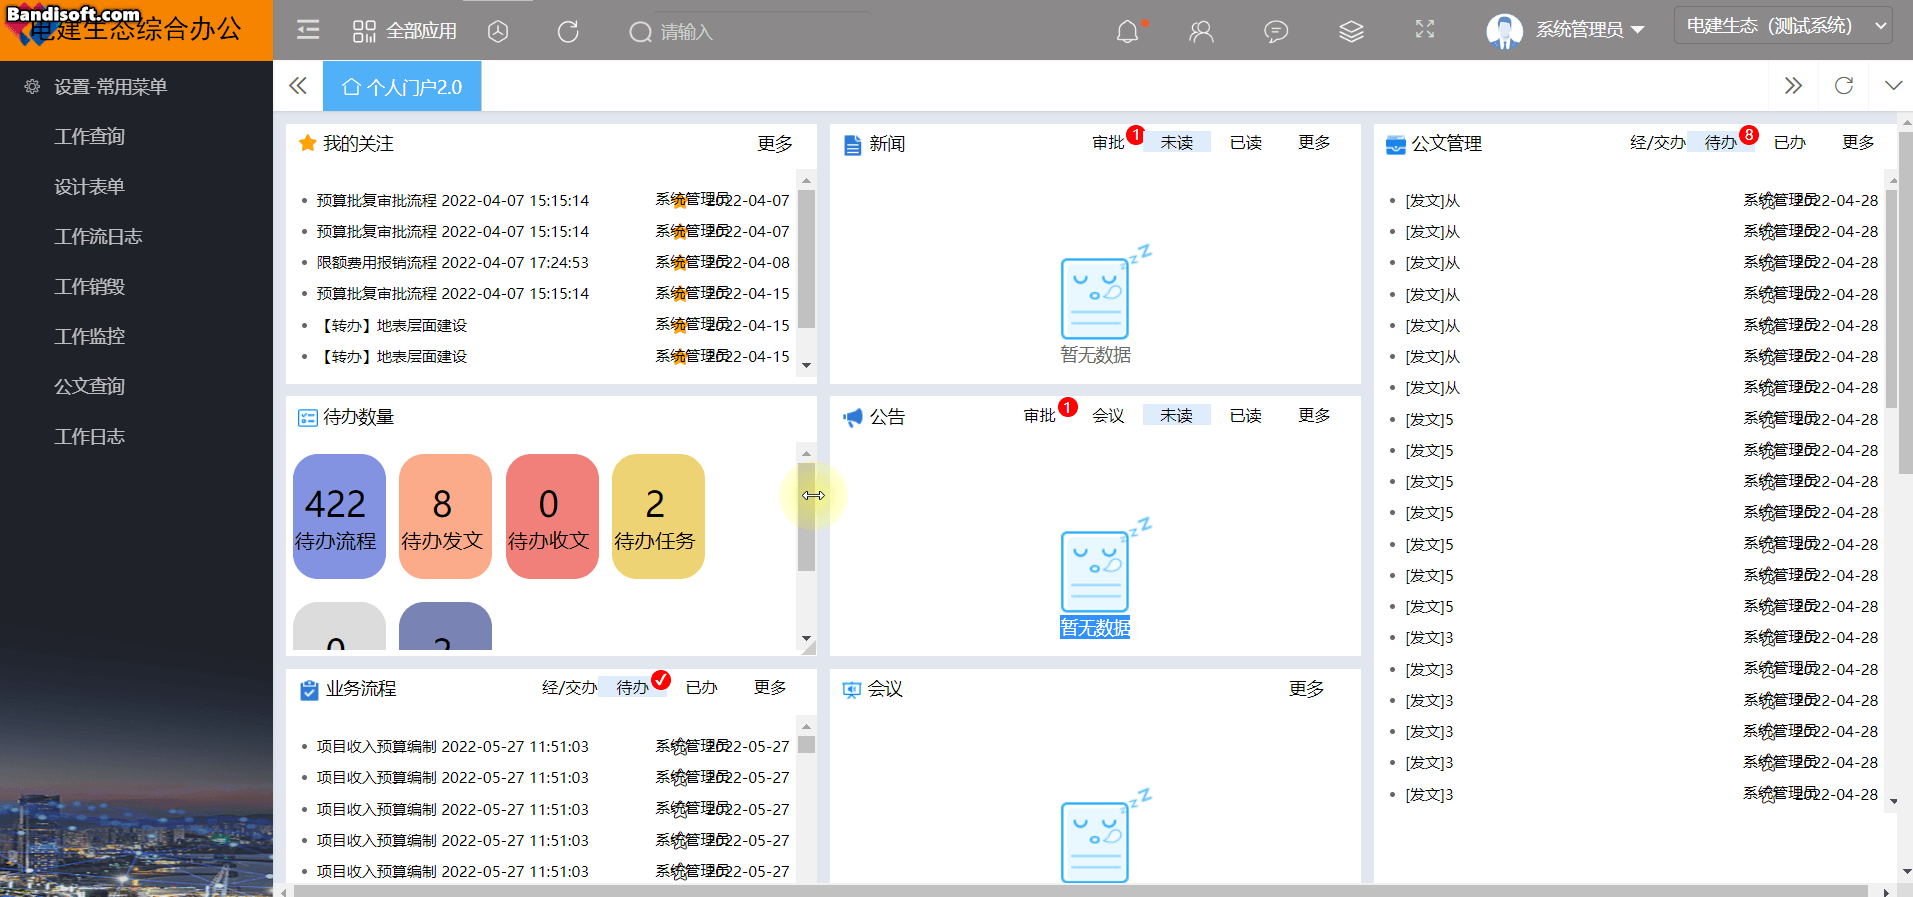 Bandisoft.com
电建生态综合办公
全部应用
请输入
系统管理员
电建生态（测试系统）
设置-常用菜单
工作查询
设计表单
工作流日志
工作销毁
工作监控
公文查询
工作日志
个人门户2.0
我的关注 更多
预算批复审批流程 2022-04-07 15:15:14 系统管理员 2022-04-07
预算批复审批流程 2022-04-07 15:15:14 系统管理员 2022-04-07
限额费用报销流程 2022-04-07 17:24:53 系统管理员 2022-04-08
预算批复审批流程 2022-04-07 15:15:14 系统管理员 2022-04-15
【转办】地表层面建设 系统管理员 2022-04-15
【转办】地表层面建设 系统管理员 2022-04-15
新闻 审批 1 未读 已读 更多
暂无数据
公文管理 经/交办 待办 8 已办 更多
[发文]从 系统管理员 2022-04-28
[发文]从 系统管理员 2022-04-28
[发文]从 系统管理员 2022-04-28
[发文]从 系统管理员 2022-04-28
[发文]从 系统管理员 2022-04-28
[发文]从 系统管理员 2022-04-28
[发文]从 系统管理员 2022-04-28
[发文]5 系统管理员 2022-04-28
[发文]5 系统管理员 2022-04-28
[发文]5 系统管理员 2022-04-28
[发文]5 系统管理员 2022-04-28
[发文]5 系统管理员 2022-04-28
[发文]5 系统管理员 2022-04-28
[发文]5 系统管理员 2022-04-28
[发文]3 系统管理员 2022-04-28
[发文]3 系统管理员 2022-04-28
[发文]3 系统管理员 2022-04-28
[发文]3 系统管理员 2022-04-28
[发文]3 系统管理员 2022-04-28
[发文]3 系统管理员 2022-04-28
待办数量
422 8 0 2
待办流程 待办发文 待办收文 待办任务
0 2
公告 审批 1 会议 未读 已读 更多
暂无数据
业务流程 经/交办 待办 已办 更多
项目收入预算编制 2022-05-27 11:51:03 系统管理员 2022-05-27
项目收入预算编制 2022-05-27 11:51:03 系统管理员 2022-05-27
项目收入预算编制 2022-05-27 11:51:03 系统管理员 2022-05-27
项目收入预算编制 2022-05-27 11:51:03 系统管理员 2022-05-27
项目收入预算编制 2022-05-27 11:51:03 系统管理员 2022-05-27
会议 更多